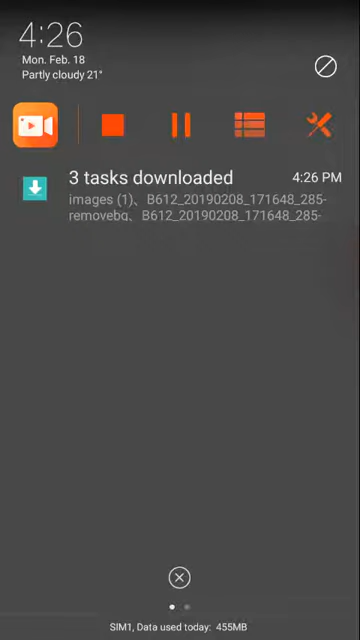 4:26
Mon. Feb. 18
Partly cloudy 21°
3 tasks downloaded 4:26 PM
images (1)、B612_20190208_171648_285-
removebg、B612_20190208_171648_285-
SIM1, Data used today: 455MB